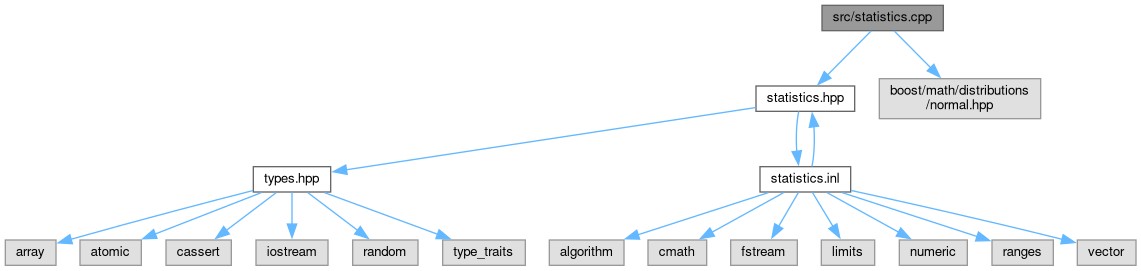 src/statistics.cpp
statistics.hpp
boost/math/distributions
/normal.hpp
types.hpp
statistics.inl
array
atomic
cassert
iostream
random
type_traits
algorithm
cmath
fstream
limits
numeric
ranges
vector